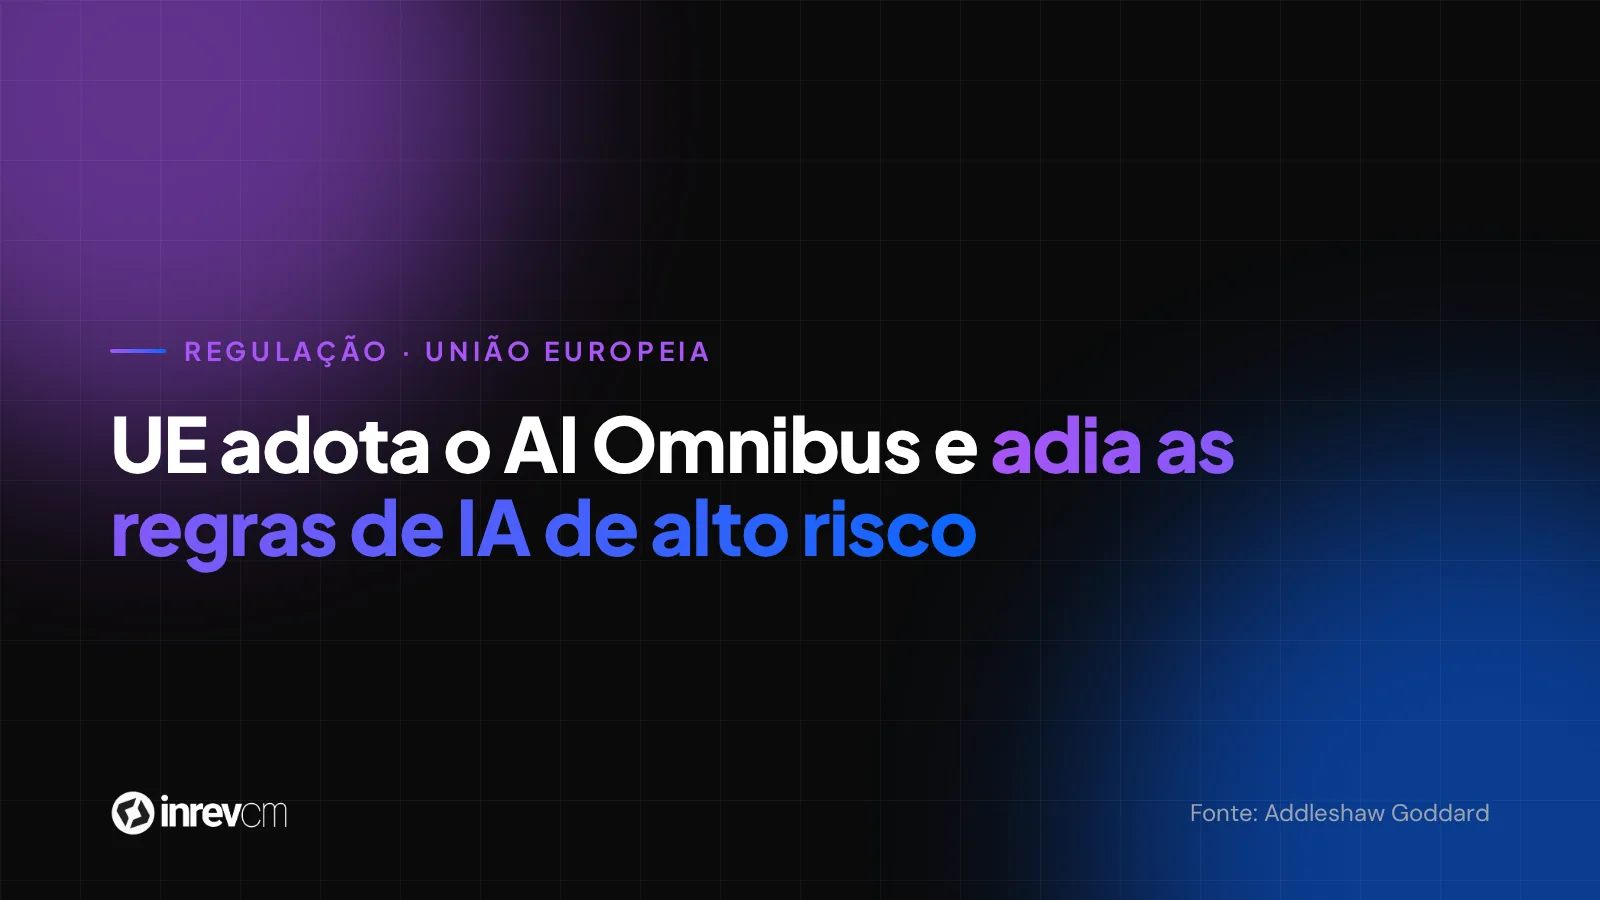 REGULAÇÃO · UNIÃO EUROPEIA
UE adota o AI Omnibus e adia as
regras de IA de alto risco
inrevcm
Fonte: Addleshaw Goddard